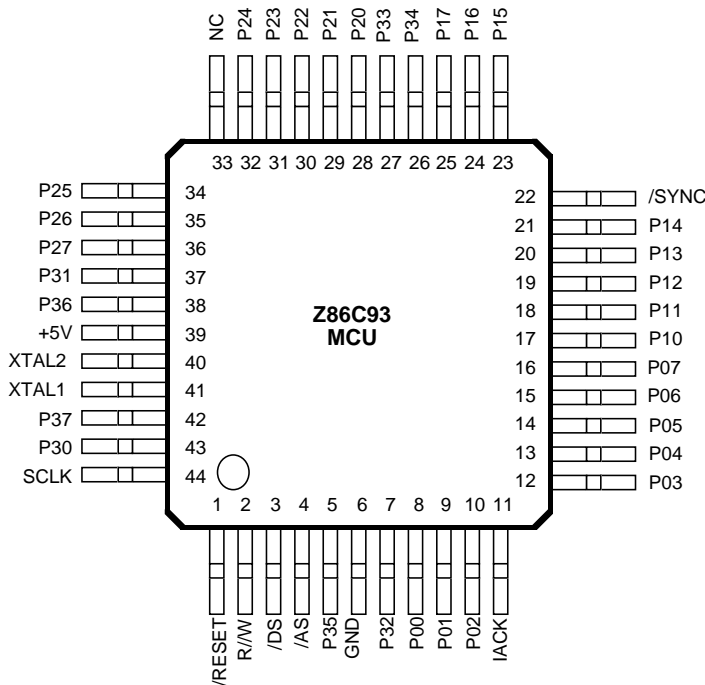 NC P24 P23 P22 P21 P20 P33 P34 P17 P16 P15
33 32 31 30 29 28 27 26 25 24 23
P25 34
P26 35
P27 36
P31 37
P36 38
+5V 39
XTAL2 40
XTAL1 41
P37 42
P30 43
SCLK 44
Z86C93
MCU
22 /SYNC
21 P14
20 P13
19 P12
18 P11
17 P10
16 P07
15 P06
14 P05
13 P04
12 P03
1 2 3 4 5 6 7 8 9 10 11
/RESET R//W /DS /AS P35 GND P32 P00 P01 P02 IACK